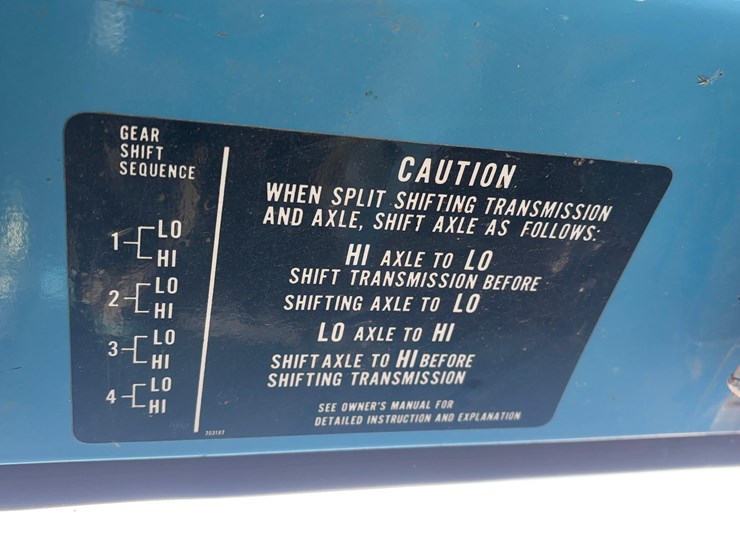 GEAR
SHIFT
SEQUENCE
1 LO
HI
2 LO
HI
3 LO
HI
4 LO
HI
CAUTION
WHEN SPLIT SHIFTING TRANSMISSION
AND AXLE, SHIFT AXLE AS FOLLOWS:
HI AXLE TO LO
SHIFT TRANSMISSION BEFORE
SHIFTING AXLE TO LO
LO AXLE TO HI
SHIFT AXLE TO HI BEFORE
SHIFTING TRANSMISSION
SEE OWNER'S MANUAL FOR
DETAILED INSTRUCTION AND EXPLANATION